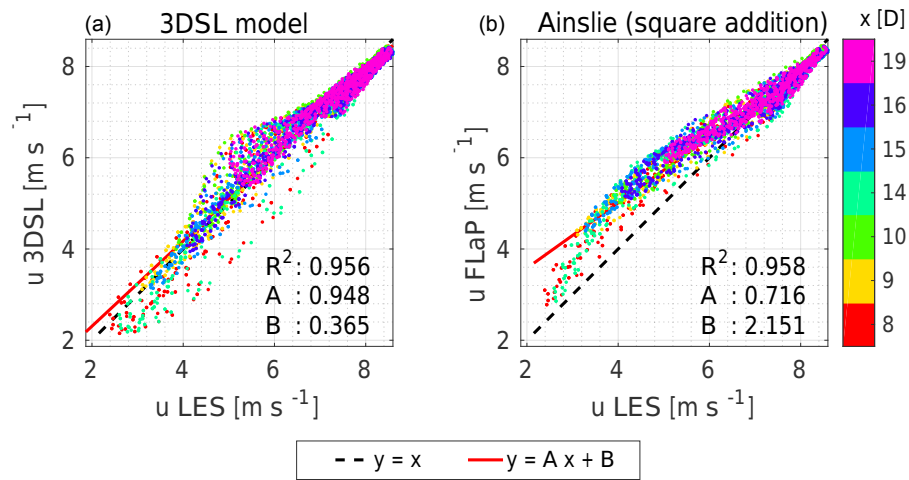 (a) 3DSL model
u 3DSL [m s⁻¹]
8
6
4
2
R²: 0.956
A : 0.948
B : 0.365
2 4 6 8
u LES [m s⁻¹]
(b) Ainslie (square addition)
u FLaP [m s⁻¹]
8
6
4
2
R²: 0.958
A : 0.716
B : 2.151
2 4 6 8
u LES [m s⁻¹]
x [D]
19
16
15
14
10
9
8
y = x y = A x + B